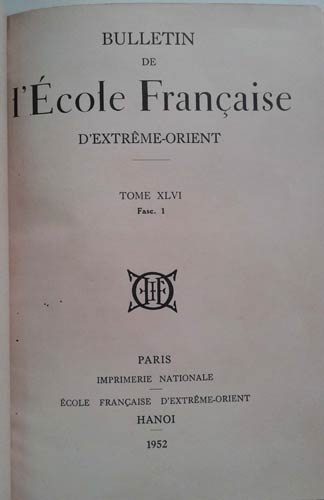 BULLETIN
DE
l'École Française
D'EXTRÊME-ORIENT
TOME XLVI
Fasc. 1
PARIS
IMPRIMERIE NATIONALE
ÉCOLE FRANÇAISE D'EXTRÊME-ORIENT
HANOI
1952